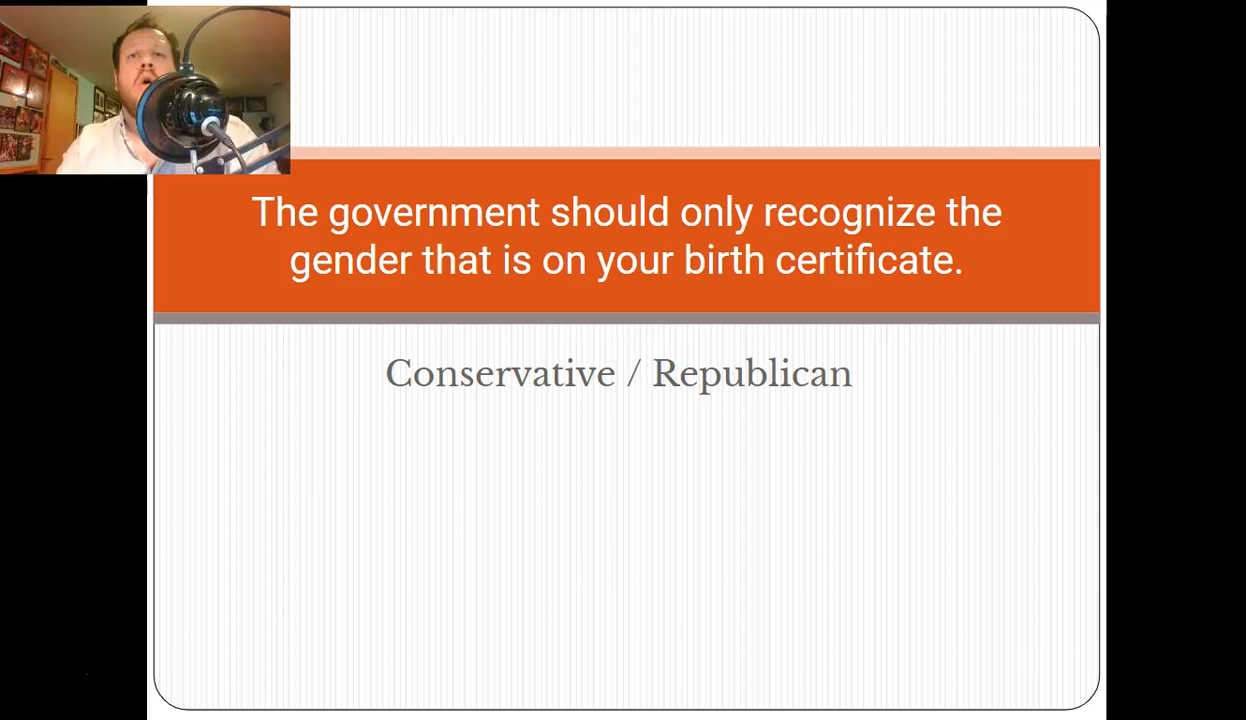 The government should only recognize the
gender that is on your birth certificate.
Conservative / Republican